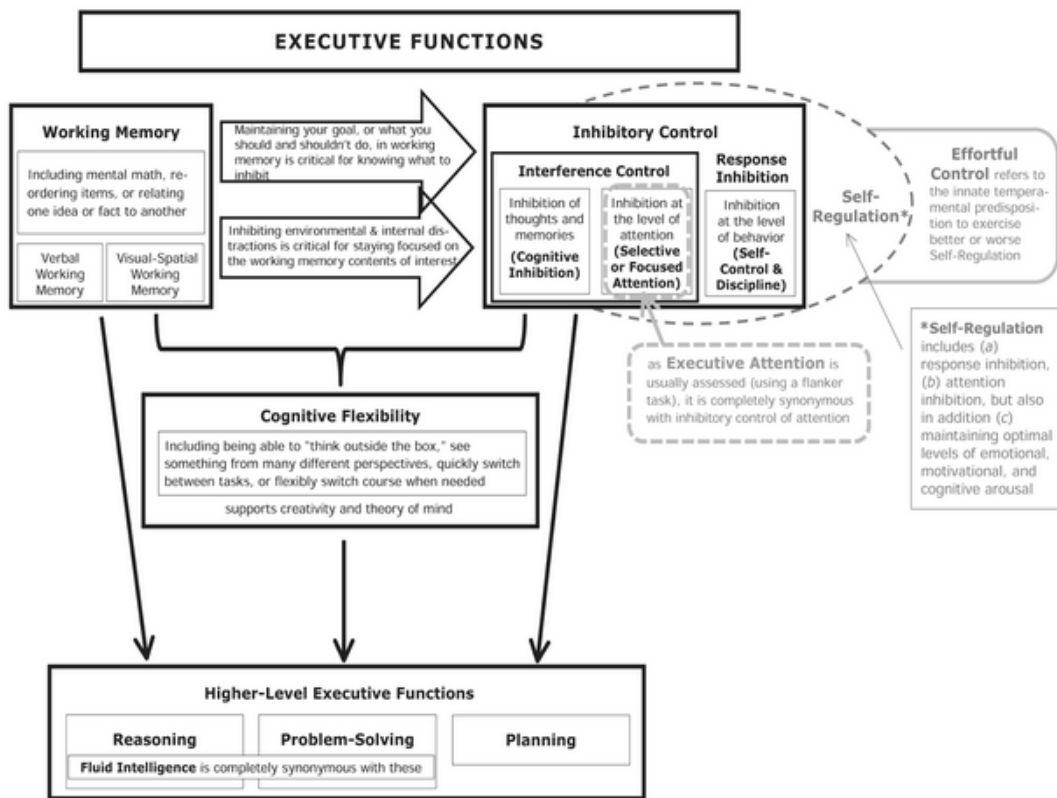 EXECUTIVE FUNCTIONS
Working Memory
Including mental math, re-
ordering items, or relating
one idea or fact to another
Verbal
Working
Memory
Visual-Spatial
Working
Memory
Maintaining your goal, or what you
should and shouldn't do, in working
memory is critical for knowing what to
inhibit
Inhibiting environmental & internal dis-
tractions is critical for staying focused on
the working memory contents of interest
Inhibitory Control
Interference Control
Inhibition of
thoughts and
memories
(Cognitive
Inhibition)
Inhibition at
the level of
attention
(Selective
or Focused
Attention)
Response
Inhibition
Inhibition
at the level
of behavior
(Self-
Control &
Discipline)
Self-
Regulation*
Effortful
Control refers to
the innate tempera-
mental predisposi-
tion to exercise
better or worse
Self-Regulation
*Self-Regulation
includes (a)
response inhibition,
(b) attention
inhibition, but also
in addition (c)
maintaining optimal
levels of emotional,
motivational, and
cognitive arousal
as Executive Attention is
usually assessed (using a flanker
task), it is completely synonymous
with inhibitory control of attention
Cognitive Flexibility
Including being able to "think outside the box," see
something from many different perspectives, quickly switch
between tasks, or flexibly switch course when needed
supports creativity and theory of mind
Higher-Level Executive Functions
Reasoning
Problem-Solving
Planning
Fluid Intelligence is completely synonymous with these